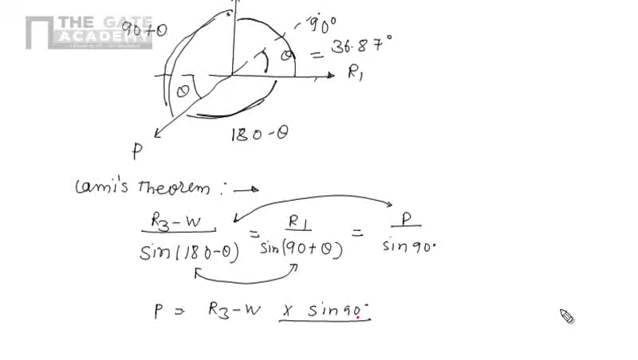 THE GATE
ACADEMY
90+θ
90°
θ = 36.87°
R1
θ
180-θ
P
Lami's Theorem :→
R3-W / sin(180-θ) = R1 / sin(90+θ) = P / sin 90°
P = R3-W × sin 90°